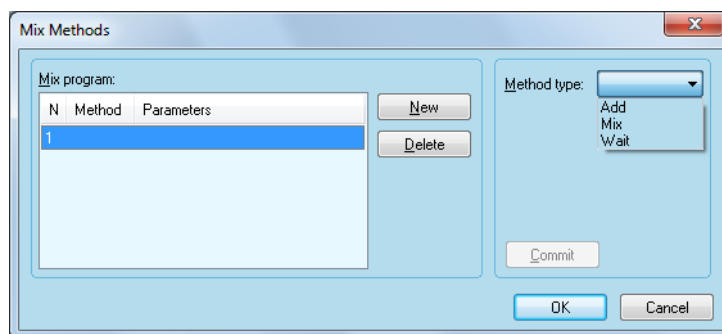 Mix Methods
Mix program:
N Method Parameters
1
New
Delete
Method type:
Add
Mix
Wait
Commit
OK
Cancel